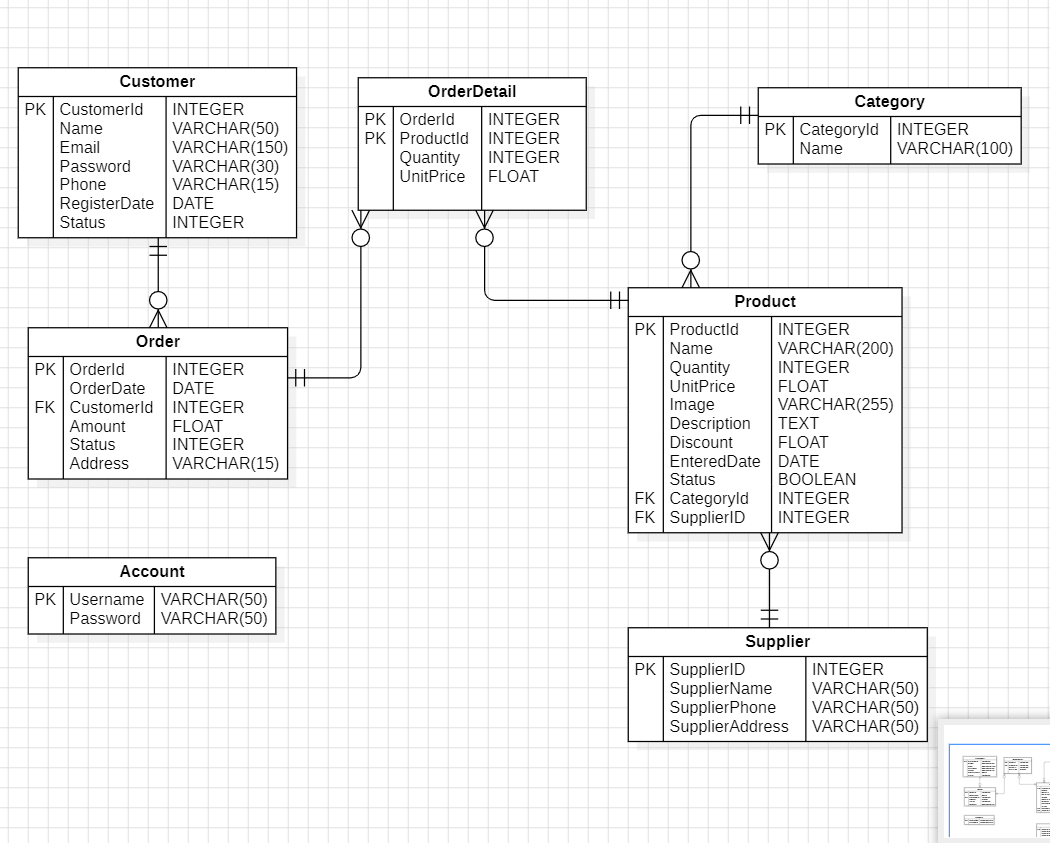 Customer
PK CustomerId INTEGER
Name VARCHAR(50)
Email VARCHAR(150)
Password VARCHAR(30)
Phone VARCHAR(15)
RegisterDate DATE
Status INTEGER
OrderDetail
PK OrderId INTEGER
PK ProductId INTEGER
Quantity INTEGER
UnitPrice FLOAT
Category
PK CategoryId INTEGER
Name VARCHAR(100)
Order
PK OrderId INTEGER
OrderDate DATE
FK CustomerId INTEGER
Amount FLOAT
Status INTEGER
Address VARCHAR(15)
Product
PK ProductId INTEGER
Name VARCHAR(200)
Quantity INTEGER
UnitPrice FLOAT
Image VARCHAR(255)
Description TEXT
Discount FLOAT
EnteredDate DATE
Status BOOLEAN
FK CategoryId INTEGER
FK SupplierID INTEGER
Account
PK Username VARCHAR(50)
Password VARCHAR(50)
Supplier
PK SupplierID INTEGER
SupplierName VARCHAR(50)
SupplierPhone VARCHAR(50)
SupplierAddress VARCHAR(50)